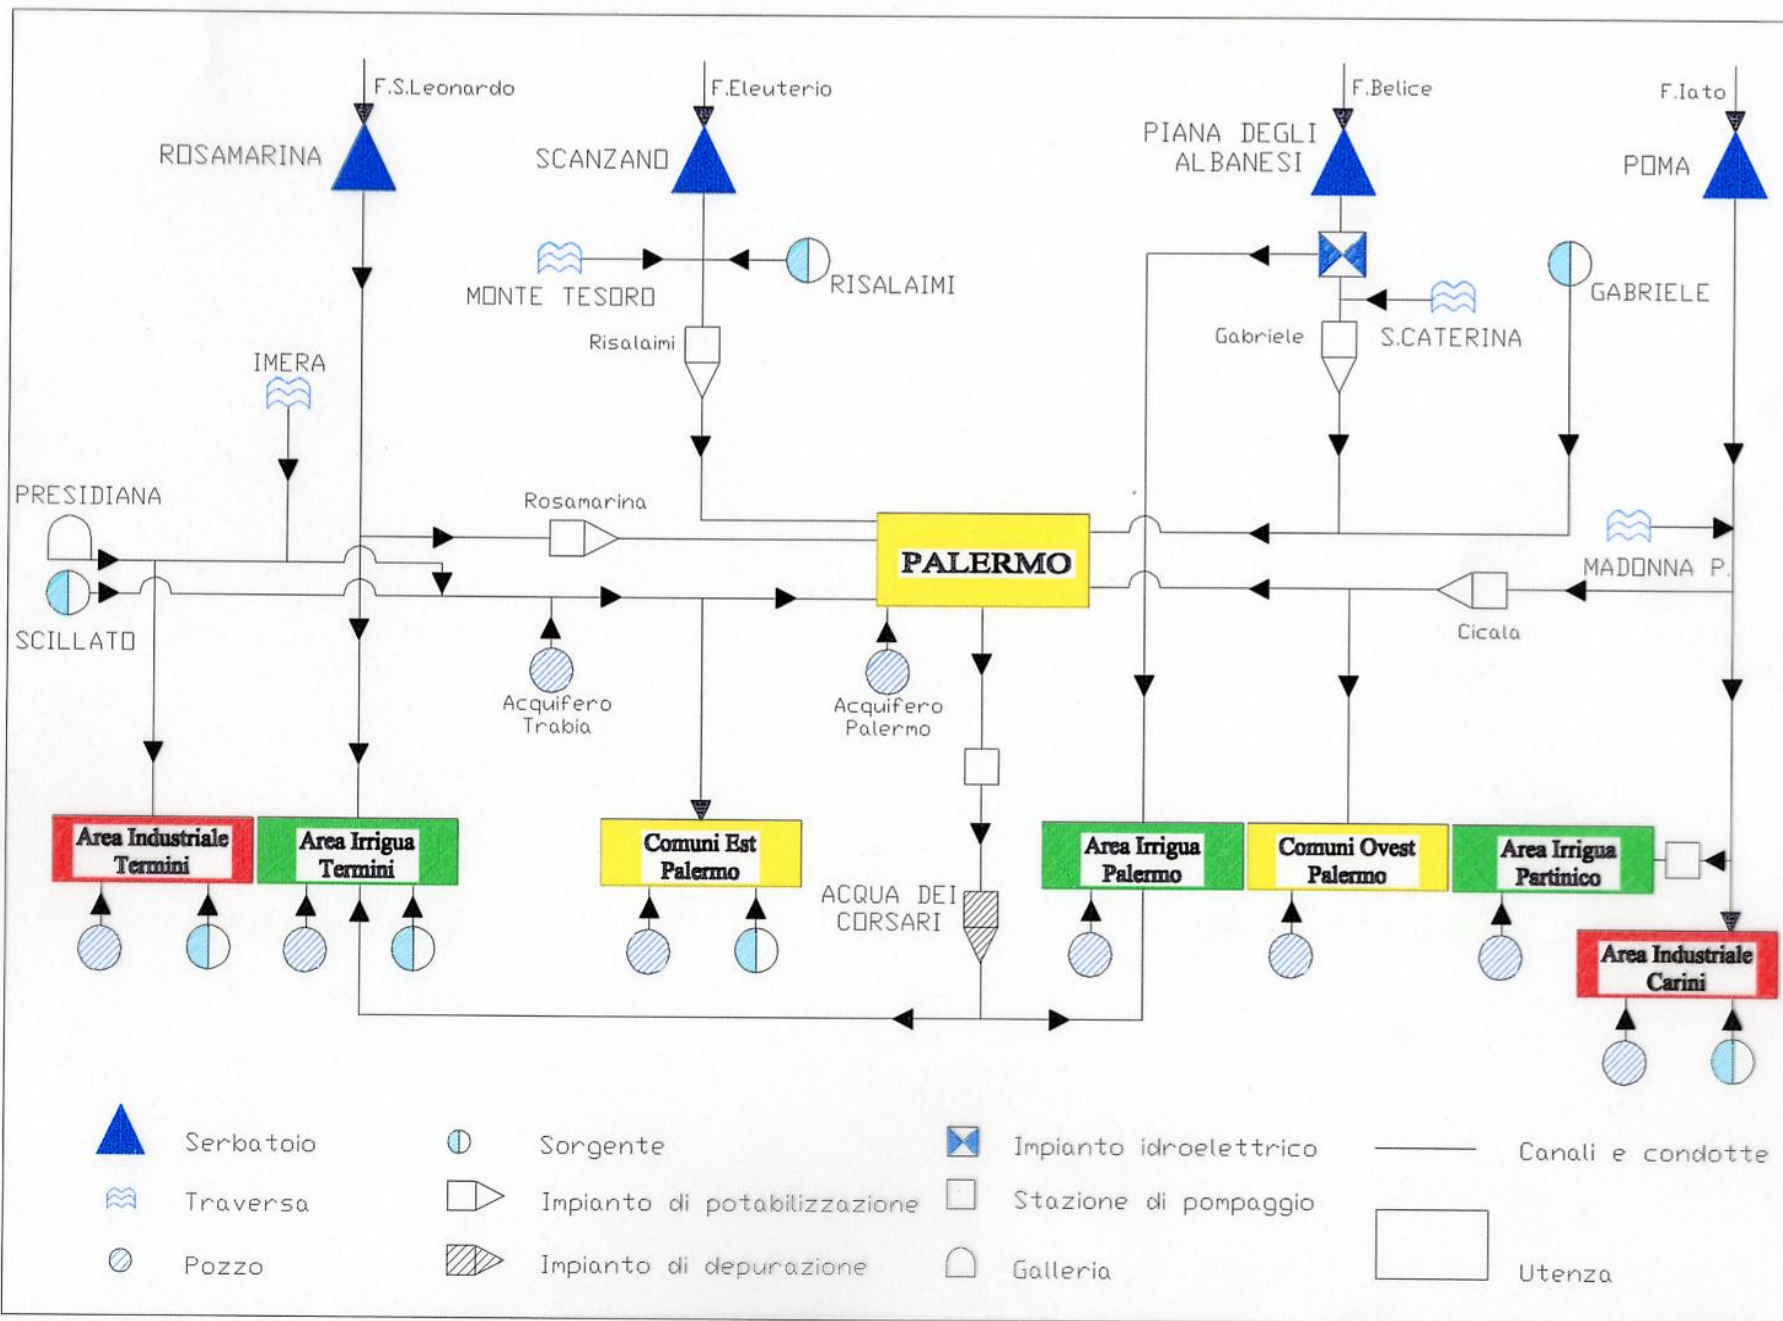 F.S.Leonardo
F.Eleuterio
F.Belice
F.Iato
ROSAMARINA
SCANZANO
PIANA DEGLI
ALBANESI
POMA
MONTE TESORO
RISALAIMI
GABRIELE
Risalaimi
Gabriele
S.CATERINA
IMERA
PRESIDIANA
Rosamarina
PALERMO
MADONNA P.
SCILLATO
Cicala
Acquifero
Trabia
Acquifero
Palermo
Area Industriale
Termini
Area Irrigua
Termini
Comuni Est
Palermo
Area Irrigua
Palermo
Comuni Ovest
Palermo
Area Irrigua
Partinico
ACQUA DEI
CORSARI
Area Industriale
Carini
Serbatoio
Sorgente
Impianto idroelettrico
Canali e condotte
Traversa
Impianto di potabilizzazione
Stazione di pompaggio
Pozzo
Impianto di depurazione
Galleria
Utenza